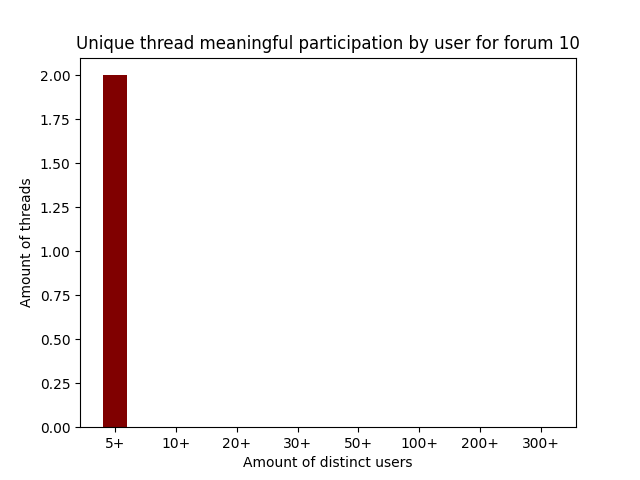 Unique thread meaningful participation by user for forum 10
2.00
1.75
1.50
1.25
1.00
0.75
0.50
0.25
0.00
Amount of threads
5+ 10+ 20+ 30+ 50+ 100+ 200+ 300+
Amount of distinct users